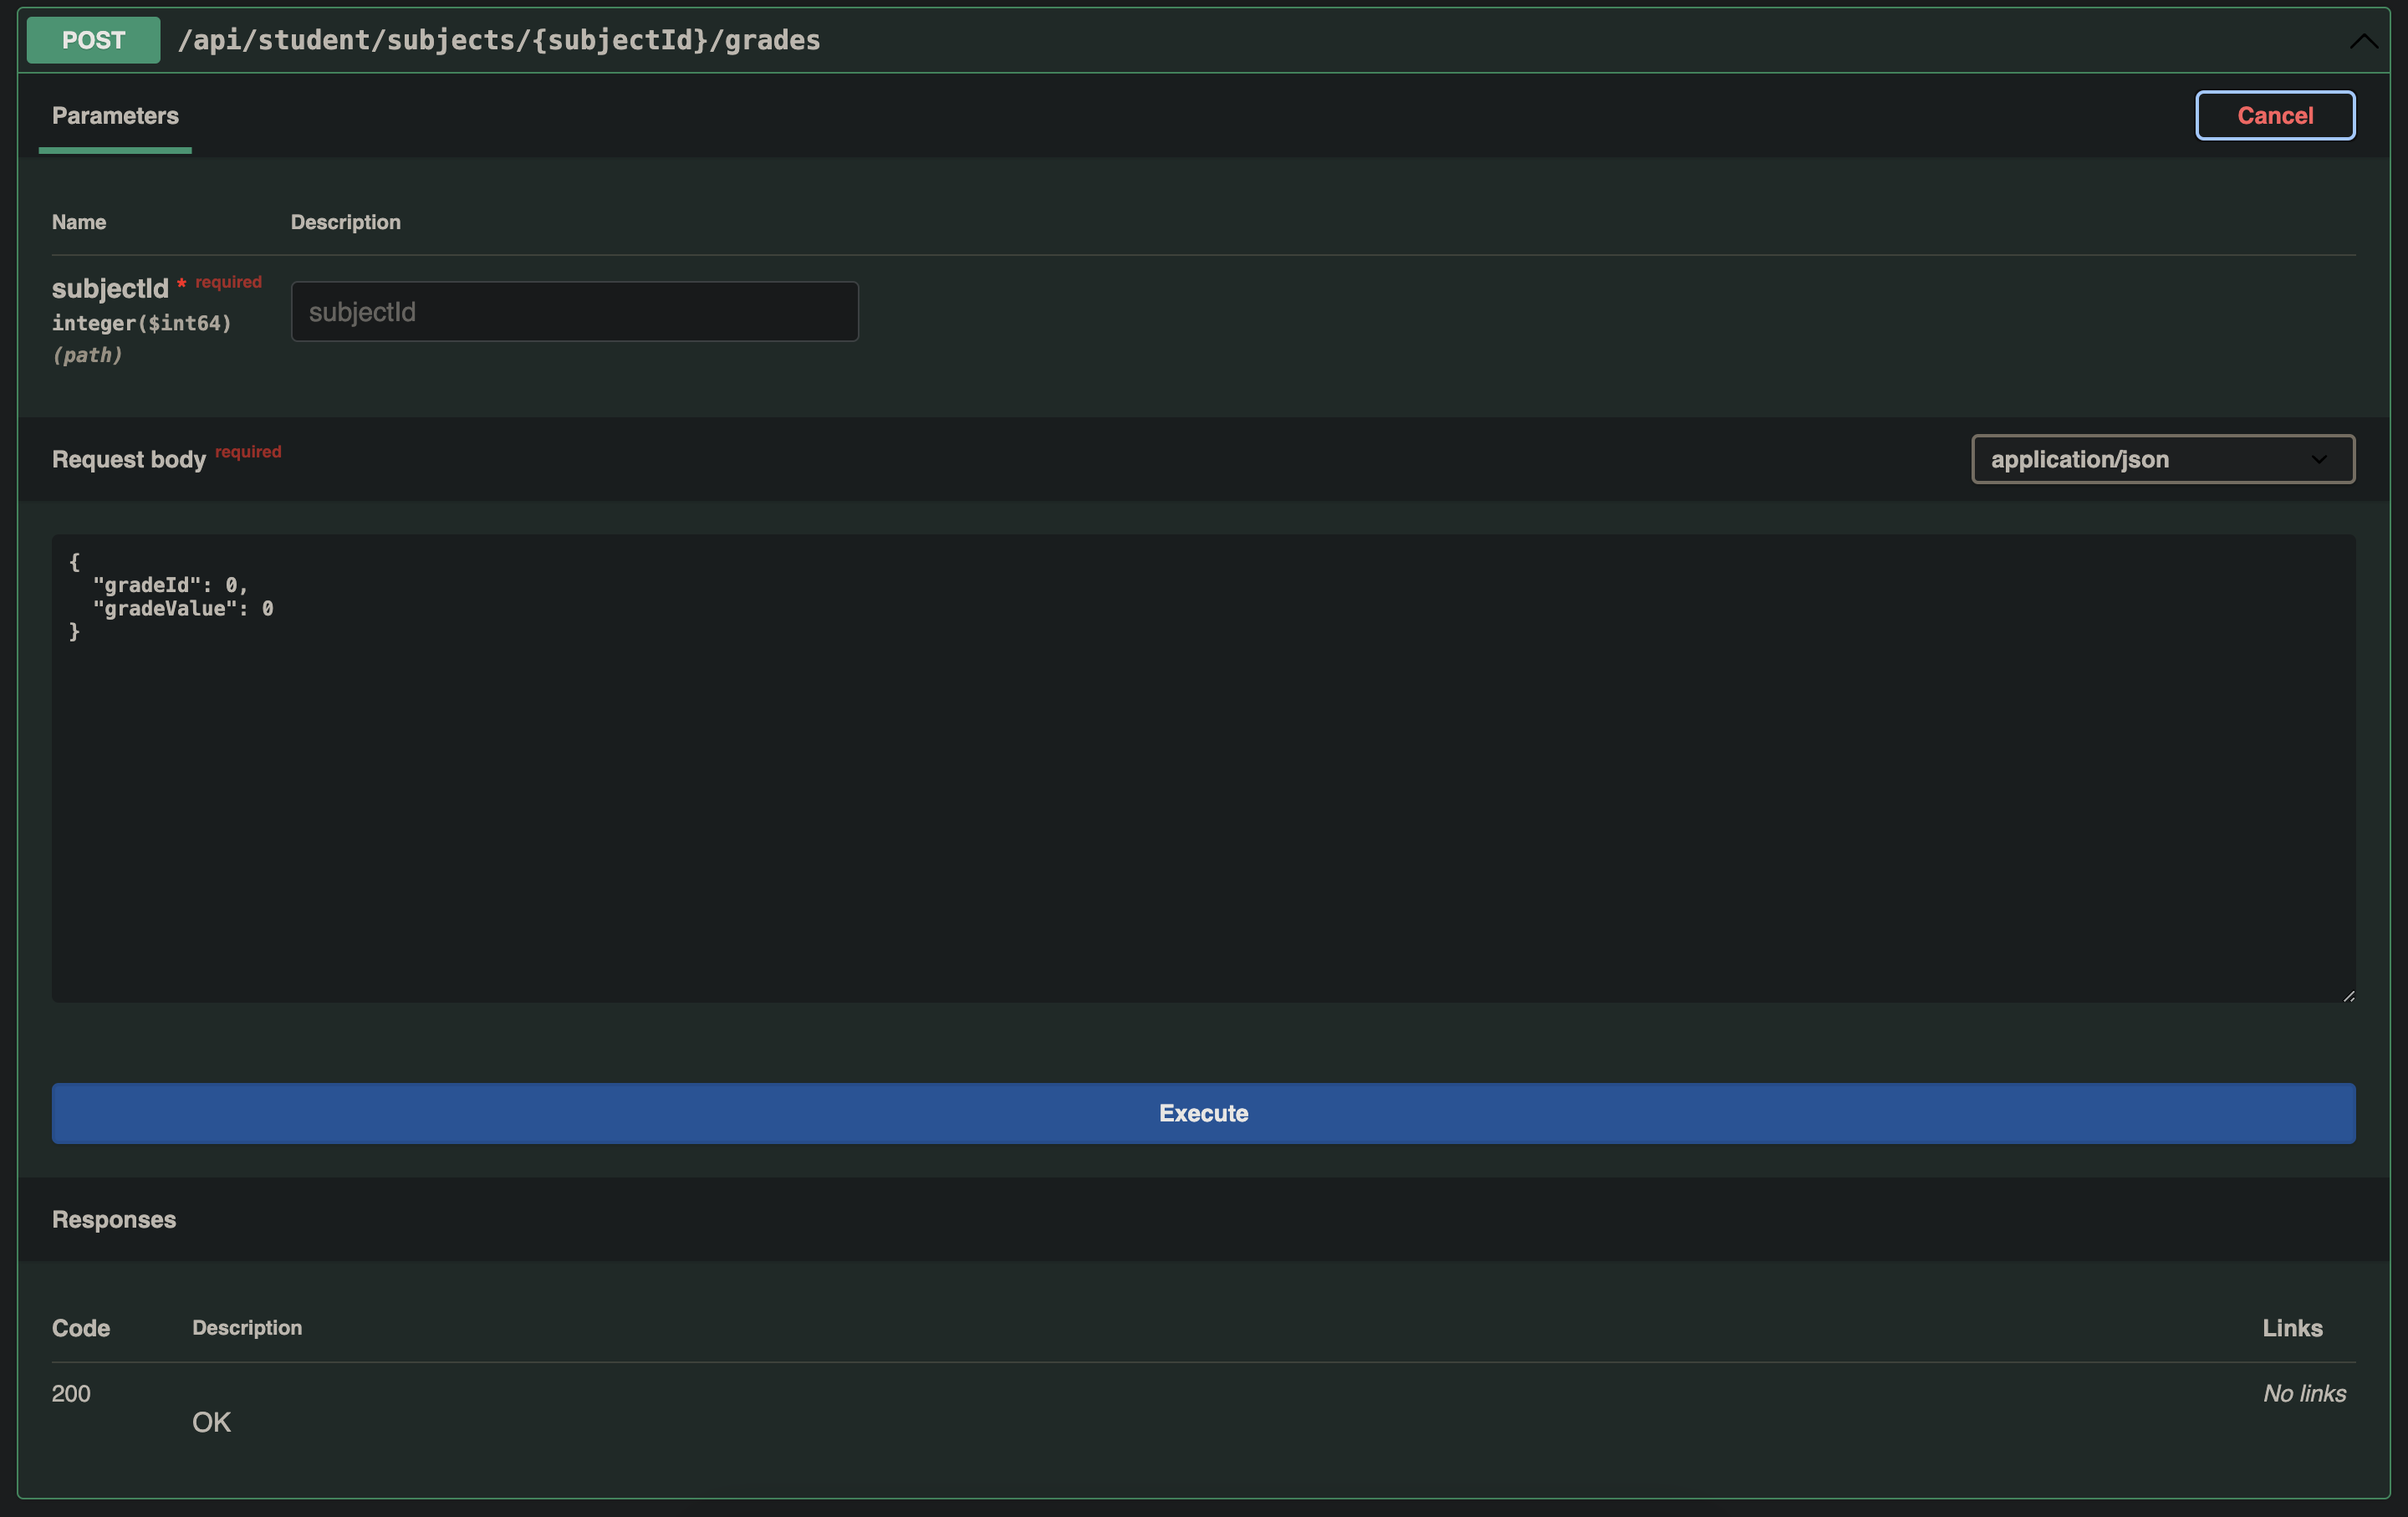 POST /api/student/subjects/{subjectId}/grades
Parameters
Cancel
Name Description
subjectId * required
integer($int64)
(path)
subjectId
Request body required
application/json
{
  "gradeId": 0,
  "gradeValue": 0
}
Execute
Responses
Code Description Links
200
OK
No links